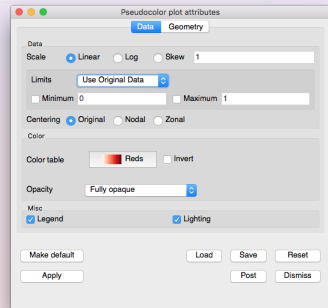 Pseudocolor plot attributes
Data Geometry
Data
Scale Linear Log Skew 1
Limits Use Original Data
Minimum 0 Maximum 1
Centering Original Nodal Zonal
Color
Color table Reds Invert
Opacity Fully opaque
Misc
Legend Lighting
Make default Load Save Reset
Apply Post Dismiss